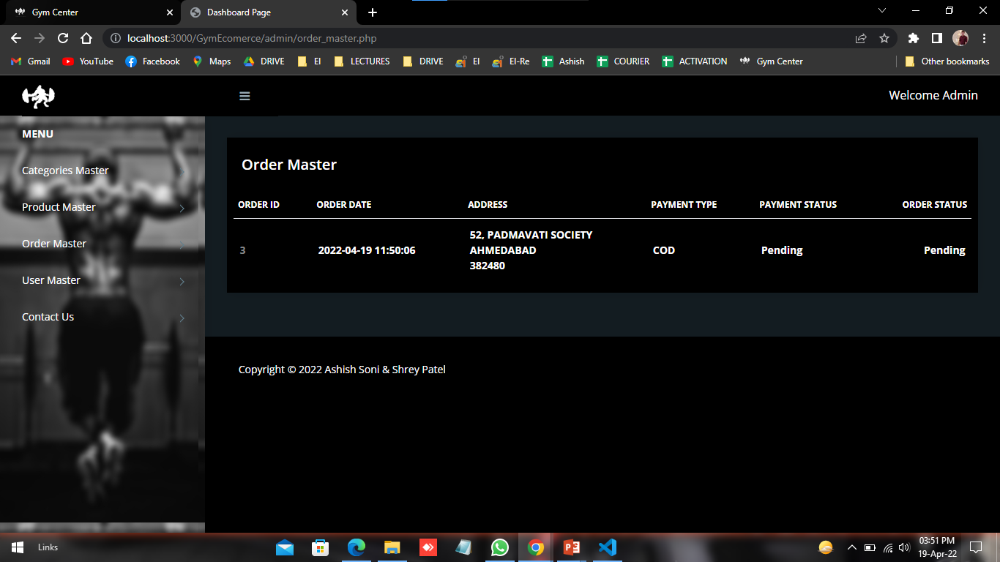 Gym Center
Dashboard Page
localhost:3000/GymEcomerce/admin/order_master.php
Gmail YouTube Facebook Maps DRIVE EI LECTURES DRIVE EI EI-Re Ashish COURIER ACTIVATION Gym Center Other bookmarks
Welcome Admin
MENU
Categories Master
Product Master
Order Master
User Master
Contact Us
Order Master
ORDER ID ORDER DATE ADDRESS PAYMENT TYPE PAYMENT STATUS ORDER STATUS
52, PADMAVATI SOCIETY
3 2022-04-19 11:50:06 AHMEDABAD COD Pending Pending
382480
Copyright © 2022 Ashish Soni & Shrey Patel
Links
03:51 PM
19-Apr-22